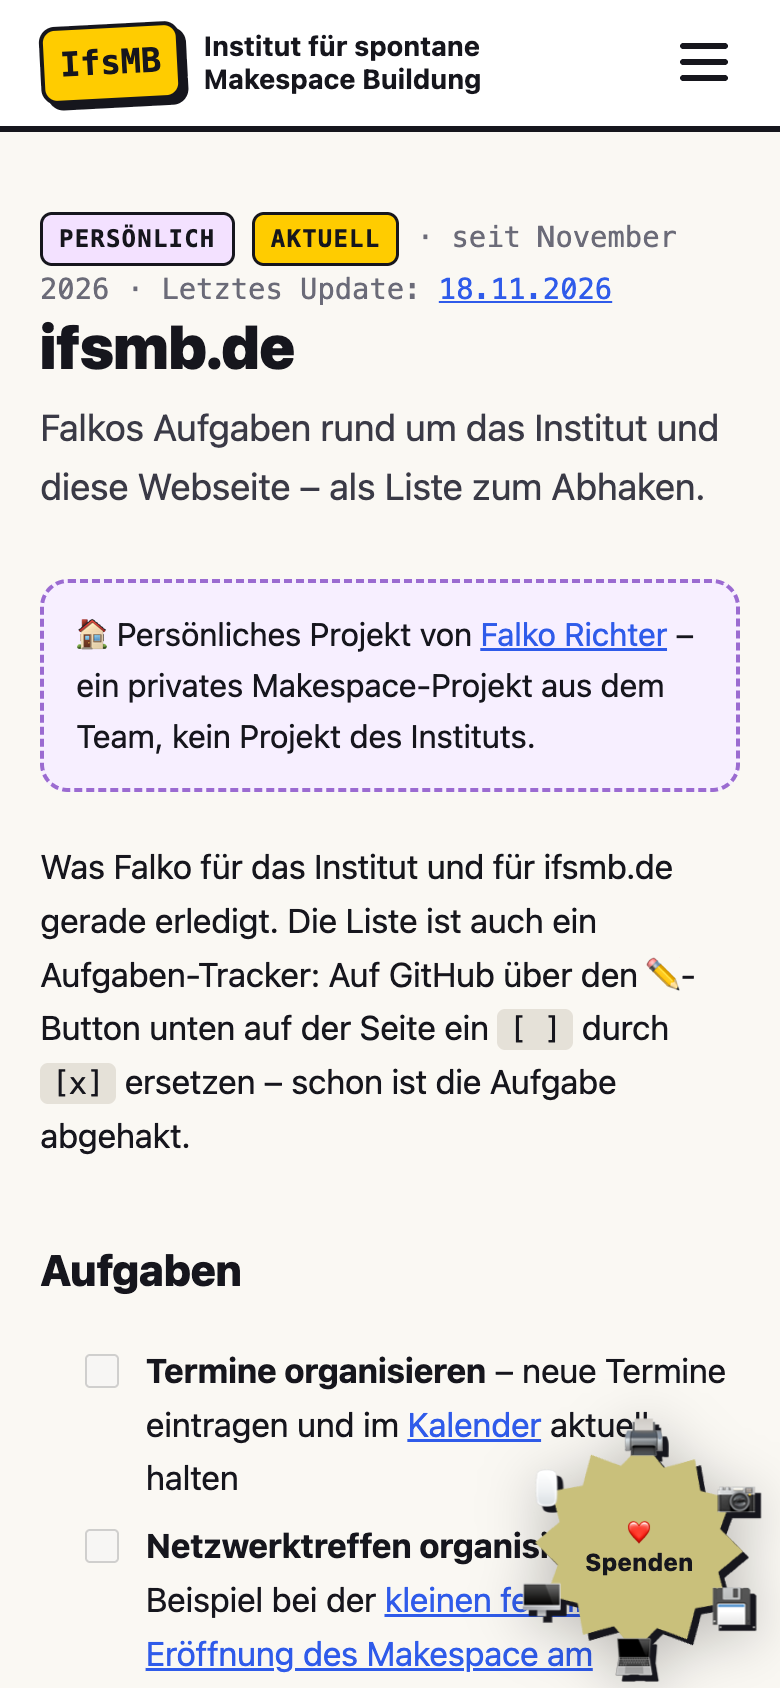 IfsMB
Institut für spontane
Makespace Buildung
PERSÖNLICH AKTUELL · seit November
2026 · Letztes Update: 18.11.2026
ifsmb.de
Falkos Aufgaben rund um das Institut und
diese Webseite – als Liste zum Abhaken.
🏠 Persönliches Projekt von Falko Richter –
ein privates Makespace-Projekt aus dem
Team, kein Projekt des Instituts.
Was Falko für das Institut und für ifsmb.de
gerade erledigt. Die Liste ist auch ein
Aufgaben-Tracker: Auf GitHub über den ✏️-
Button unten auf der Seite ein [ ] durch
[x] ersetzen – schon ist die Aufgabe
abgehakt.
Aufgaben
Termine organisieren – neue Termine
eintragen und im Kalender aktuell
halten
Netzwerktreffen
Beispiel bei der kleinen
Eröffnung des Makespace am
❤️
Spenden